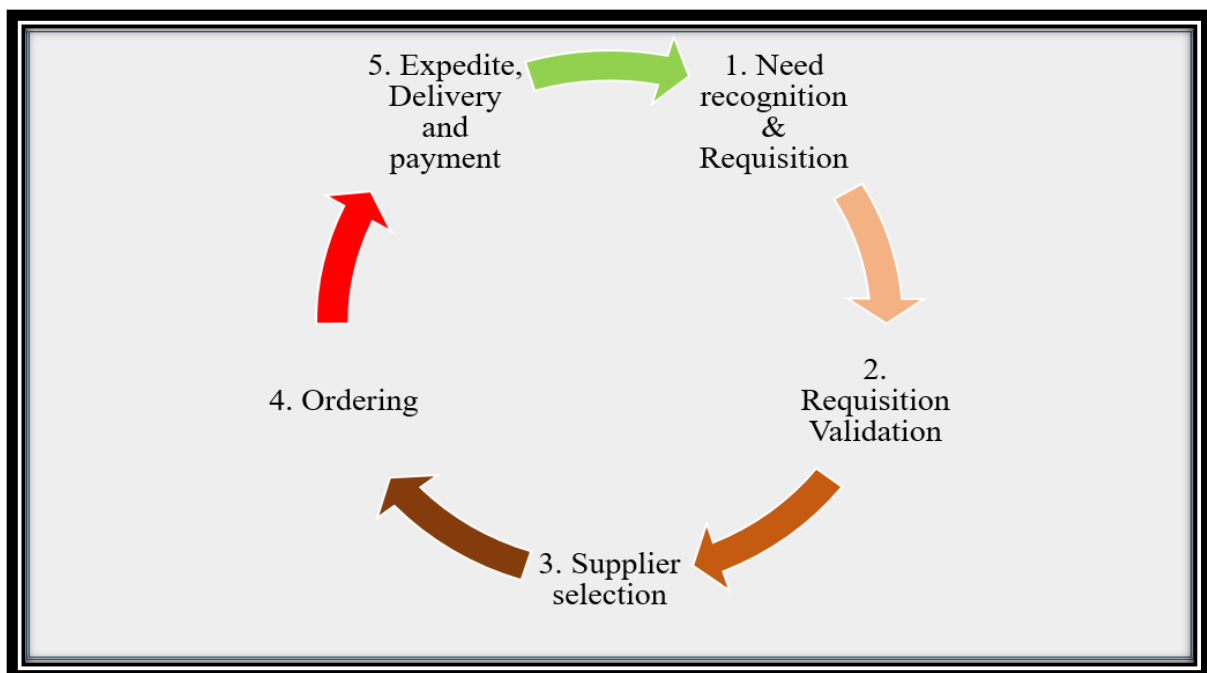 5. Expedite,
Delivery
and
payment
1. Need
recognition
&
Requisition
2.
Requisition
Validation
3. Supplier
selection
4. Ordering